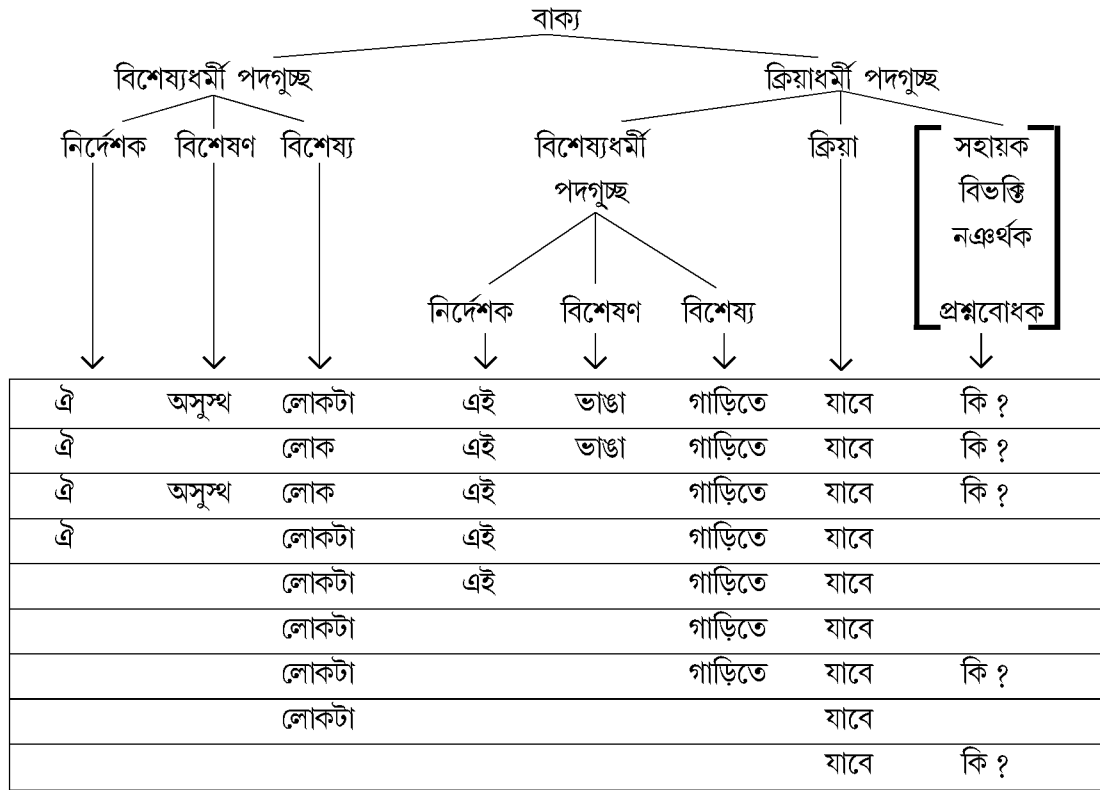 বাক্য
বিশেষ্যধর্মী পদগুচ্ছ ক্রিয়াধর্মী পদগুচ্ছ
নির্দেশক বিশেষণ বিশেষ্য বিশেষ্যধর্মী ক্রিয়া সহায়ক
পদগুচ্ছ বিভক্তি
নঞর্থক
নির্দেশক বিশেষণ বিশেষ্য প্রশ্নবোধক
ঐ অসুস্থ লোকটা এই ভাঙা গাড়িতে যাবে কি ?
ঐ লোক এই ভাঙা গাড়িতে যাবে কি ?
ঐ অসুস্থ লোক এই গাড়িতে যাবে কি ?
ঐ লোকটা এই গাড়িতে যাবে
লোকটা এই গাড়িতে যাবে
লোকটা গাড়িতে যাবে
লোকটা গাড়িতে যাবে কি ?
লোকটা যাবে
যাবে কি ?